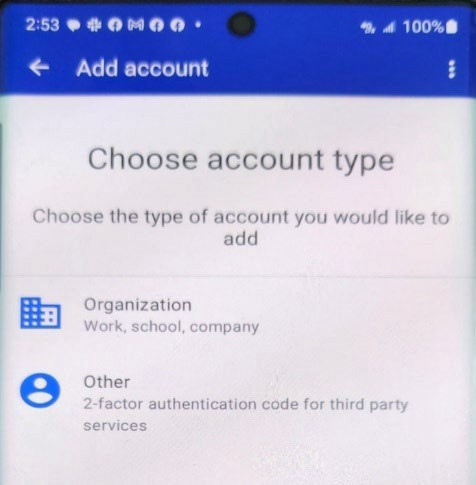 2:53 100%
Add account
Choose account type
Choose the type of account you would like to
add
Organization
Work, school, company
Other
2-factor authentication code for third party
services